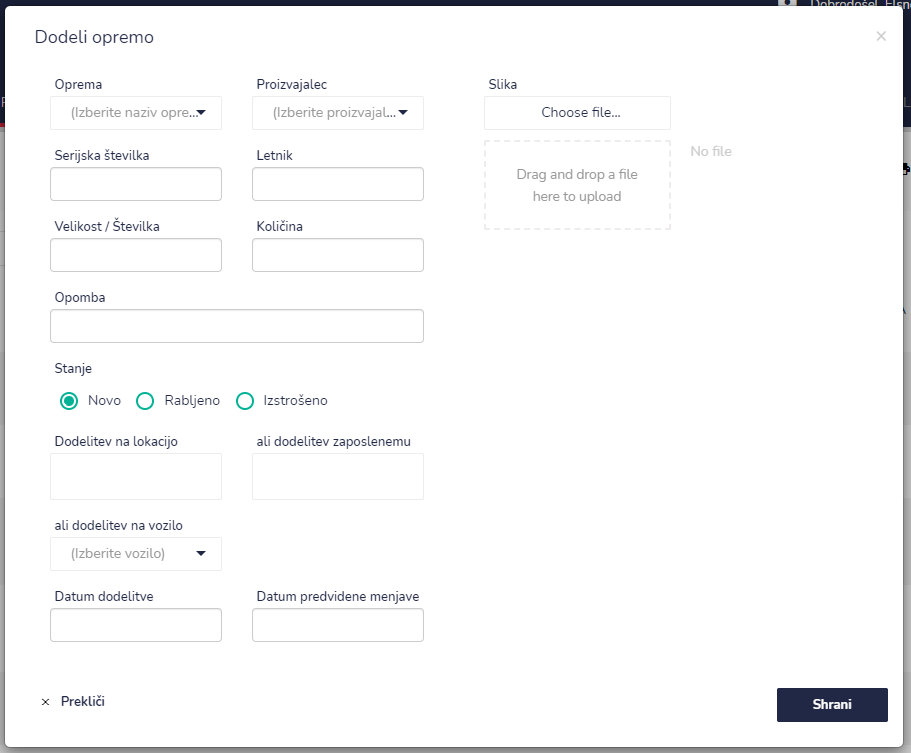 Dobrodošel, Elsn
Dodeli opremo
Oprema
(Izberite naziv opre...
Proizvajalec
(Izberite proizvajal...
Slika
Choose file...
No file
Drag and drop a file
here to upload
Serijska številka
Letnik
Velikost / Številka
Količina
Opomba
Stanje
Novo
Rabljeno
Izstrošeno
Dodelitev na lokacijo
ali dodelitev zaposlenemu
ali dodelitev na vozilo
(Izberite vozilo)
Datum dodelitve
Datum predvidene menjave
× Prekliči
Shrani